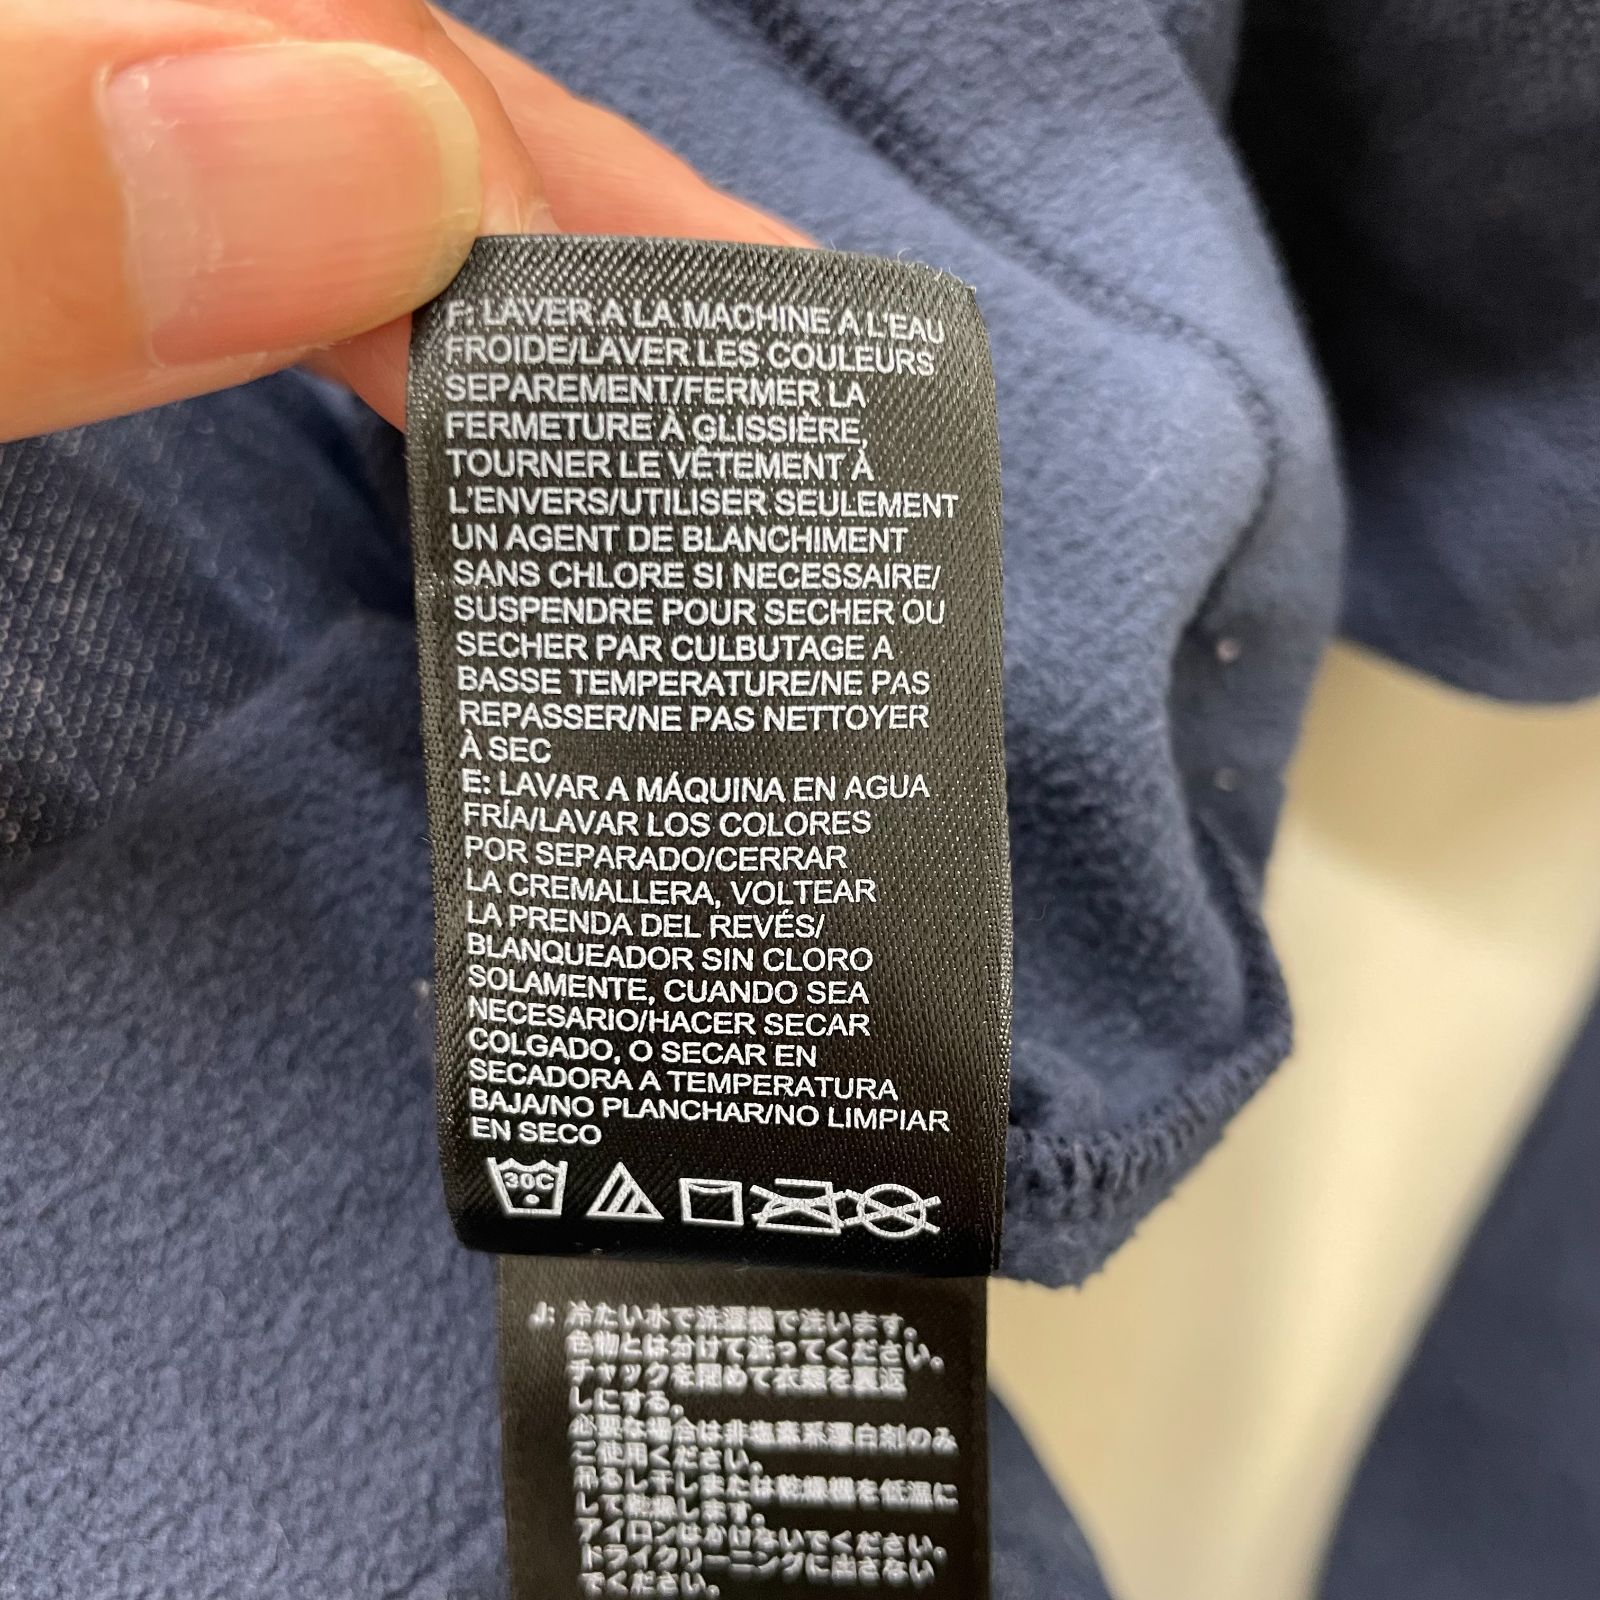 F: LAVER A LA MACHINE A L'EAU
FROIDE/LAVER LES COULEURS
SEPAREMENT/FERMER LA
FERMETURE À GLISSIÈRE,
TOURNER LE VÊTEMENT À
L'ENVERS/UTILISER SEULEMENT
UN AGENT DE BLANCHIMENT
SANS CHLORE SI NECESSAIRE/
SUSPENDRE POUR SECHER OU
SECHER PAR CULBUTAGE A
BASSE TEMPERATURE/NE PAS
REPASSER/NE PAS NETTOYER
À SEC
E: LAVAR A MÁQUINA EN AGUA
FRÍA/LAVAR LOS COLORES
POR SEPARADO/CERRAR
LA CREMALLERA, VOLTEAR
LA PRENDA DEL REVÉS/
BLANQUEADOR SIN CLORO
SOLAMENTE, CUANDO SEA
NECESARIO/HACER SECAR
COLGADO, O SECAR EN
SECADORA A TEMPERATURA
BAJA/NO PLANCHAR/NO LIMPIAR
EN SECO
30C
J: 冷たい水で洗濯機で洗います。
色物とは分けて洗ってください。
チャックを閉めて衣類を裏返
しにする。
必要な場合は非塩素系漂白剤のみ
ご使用ください。
吊るし干しまたは乾燥機を低温に
して乾燥します。
アイロンはかけないでください。
ドライクリーニングに出さない
でください。